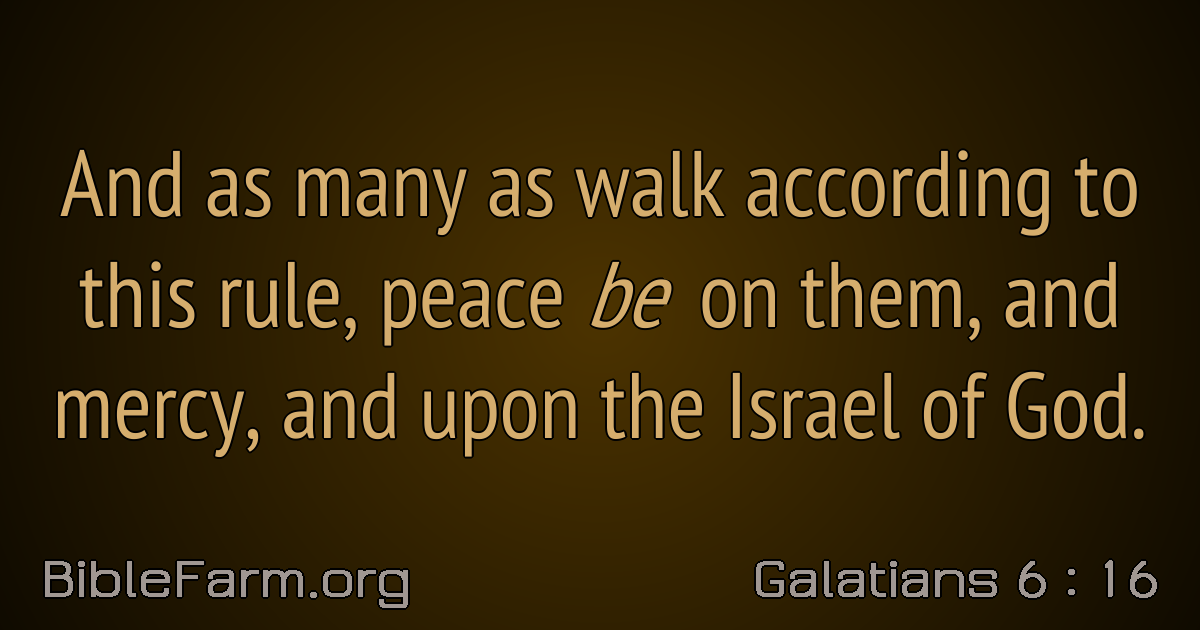 And as many as walk according to
this rule, peace be on them, and
mercy, and upon the Israel of God.
BibleFarm.org
Galatians 6 : 16